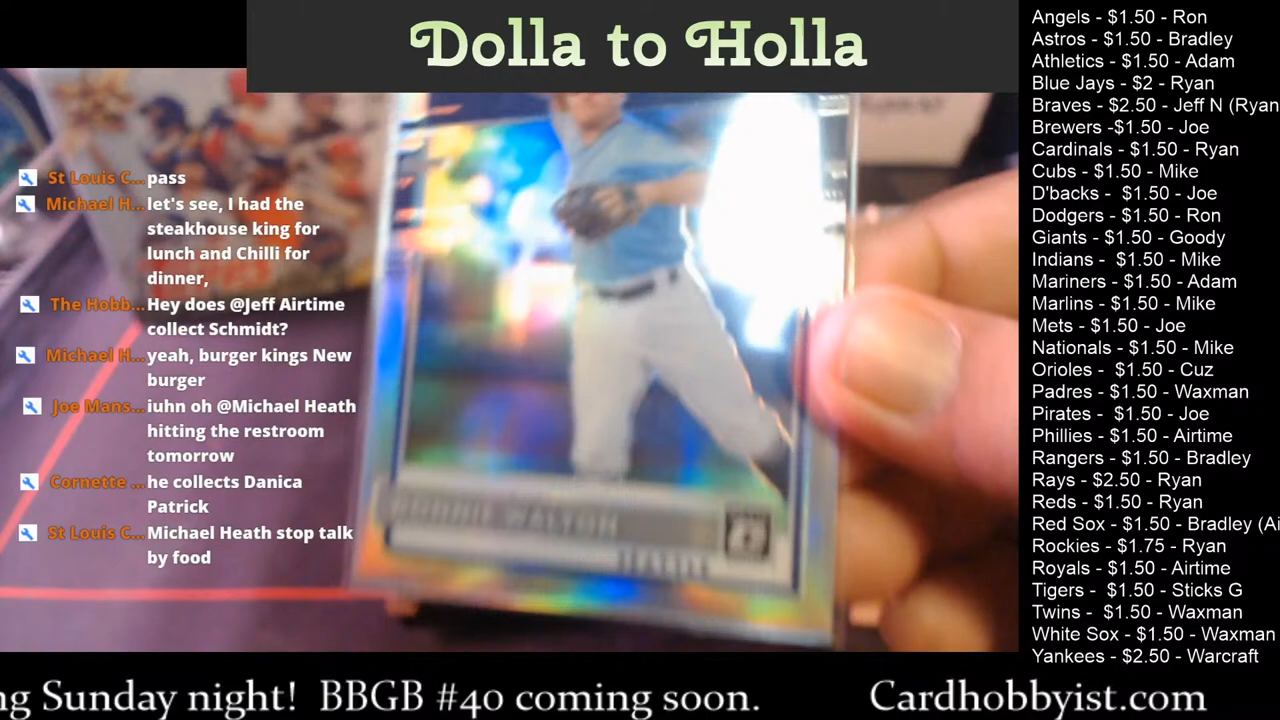 Dolla to Holla
St Louis C... pass
Michael H... let's see, I had the
steakhouse king for
lunch and Chilli for
dinner,
The Hobb... Hey does @Jeff Airtime
collect Schmidt?
Michael H... yeah, burger kings New
burger
Joe Mans... iuhn oh @Michael Heath
hitting the restroom
tomorrow
Cornette ... he collects Danica
Patrick
St Louis C... Michael Heath stop talk
by food
WALTON
Angels - $1.50 - Ron
Astros - $1.50 - Bradley
Athletics - $1.50 - Adam
Blue Jays - $2 - Ryan
Braves - $2.50 - Jeff N (Ryan
Brewers -$1.50 - Joe
Cardinals - $1.50 - Ryan
Cubs - $1.50 - Mike
D'backs - $1.50 - Joe
Dodgers - $1.50 - Ron
Giants - $1.50 - Goody
Indians - $1.50 - Mike
Mariners - $1.50 - Adam
Marlins - $1.50 - Mike
Mets - $1.50 - Joe
Nationals - $1.50 - Mike
Orioles - $1.50 - Cuz
Padres - $1.50 - Waxman
Pirates - $1.50 - Joe
Phillies - $1.50 - Airtime
Rangers - $1.50 - Bradley
Rays - $2.50 - Ryan
Reds - $1.50 - Ryan
Red Sox - $1.50 - Bradley (Ai
Rockies - $1.75 - Ryan
Royals - $1.50 - Airtime
Tigers - $1.50 - Sticks G
Twins - $1.50 - Waxman
White Sox - $1.50 - Waxman
Yankees - $2.50 - Warcraft
ng Sunday night! BBGB #40 coming soon. Cardhobbyist.com